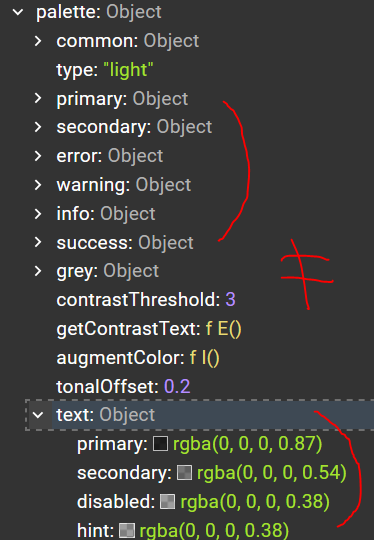 palette: Object
common: Object
type: "light"
primary: Object
secondary: Object
error: Object
warning: Object
info: Object
success: Object
grey: Object
contrastThreshold: 3
getContrastText: f E()
augmentColor: f I()
tonalOffset: 0.2
text: Object
primary: rgba(0, 0, 0, 0.87)
secondary: rgba(0, 0, 0, 0.54)
disabled: rgba(0, 0, 0, 0.38)
hint: rgba(0, 0, 0, 0.38)